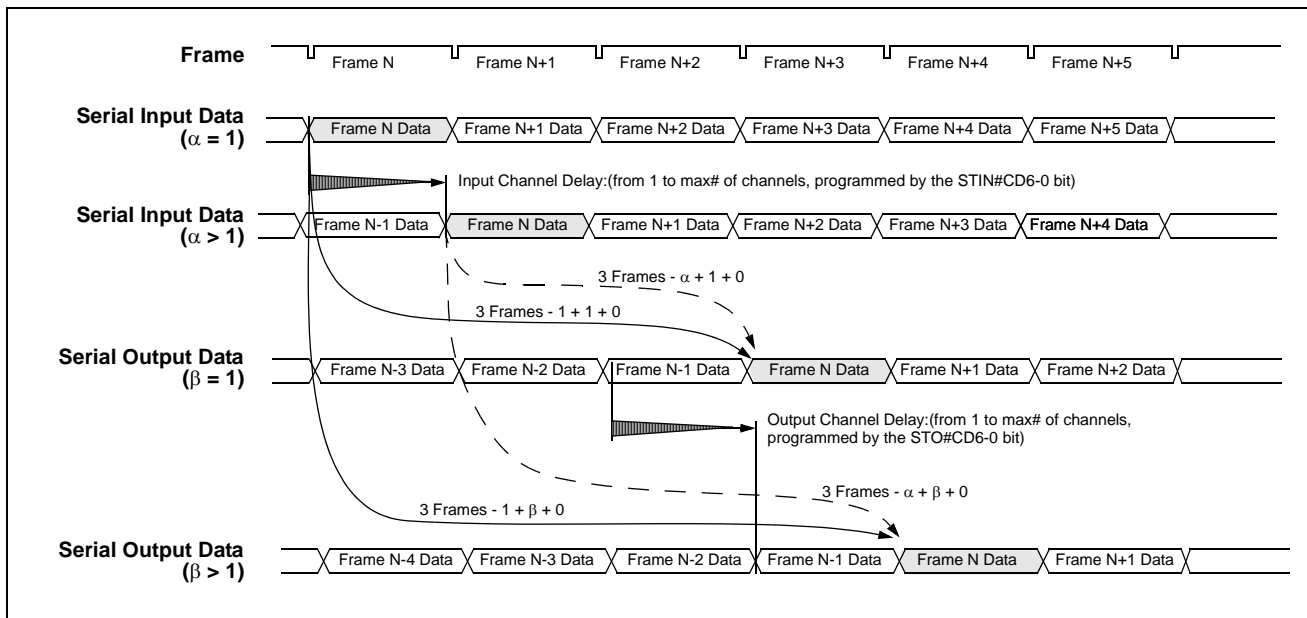 Frame
Frame N
Frame N+1
Frame N+2
Frame N+3
Frame N+4
Frame N+5
Serial Input Data
(α = 1)
Frame N Data
Frame N+1 Data
Frame N+2 Data
Frame N+3 Data
Frame N+4 Data
Frame N+5 Data
Input Channel Delay:(from 1 to max# of channels, programmed by the STIN#CD6-0 bit)
Serial Input Data
(α > 1)
Frame N-1 Data
Frame N Data
Frame N+1 Data
Frame N+2 Data
Frame N+3 Data
Frame N+4 Data
3 Frames - α + 1 + 0
3 Frames - 1 + 1 + 0
Serial Output Data
(β = 1)
Frame N-3 Data
Frame N-2 Data
Frame N-1 Data
Frame N Data
Frame N+1 Data
Frame N+2 Data
Output Channel Delay:(from 1 to max# of channels,
programmed by the STO#CD6-0 bit)
3 Frames - α + β + 0
3 Frames - 1 + β + 0
Serial Output Data
(β > 1)
Frame N-4 Data
Frame N-3 Data
Frame N-2 Data
Frame N-1 Data
Frame N Data
Frame N+1 Data